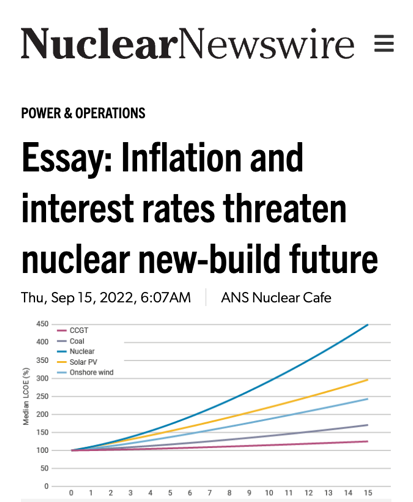 NuclearNewswire
POWER & OPERATIONS
Essay: Inflation and
interest rates threaten
nuclear new-build future
Thu, Sep 15, 2022, 6:07AM
ANS Nuclear Cafe
Median LCOE (%)
450
400
350
300
250
200
150
100
50
0
CCGT
Coal
Nuclear
Solar PV
Onshore wind
0 1 2 3 4 5 6 7 8 9 10 11 12 13 14 15